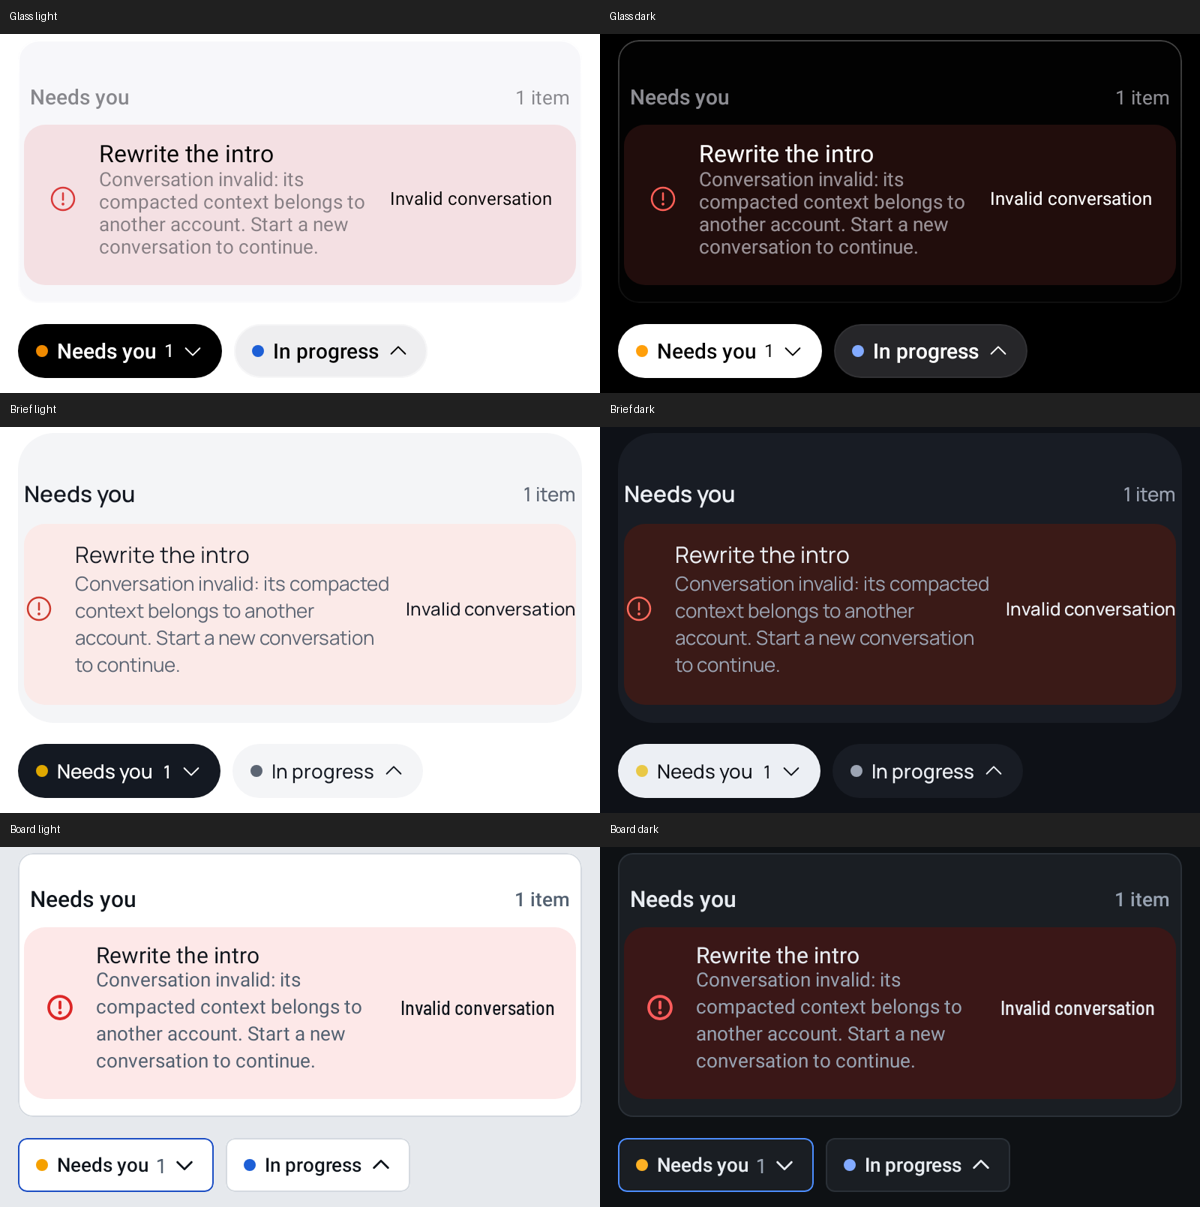 Glass light
Needs you 1 item
Rewrite the intro
Conversation invalid: its
compacted context belongs to
another account. Start a new
conversation to continue.
Invalid conversation
Needs you 1
In progress
Glass dark
Needs you 1 item
Rewrite the intro
Conversation invalid: its
compacted context belongs to
another account. Start a new
conversation to continue.
Invalid conversation
Needs you 1
In progress
Brief light
Needs you 1 item
Rewrite the intro
Conversation invalid: its compacted
context belongs to another
account. Start a new conversation
to continue.
Invalid conversation
Needs you 1
In progress
Brief dark
Needs you 1 item
Rewrite the intro
Conversation invalid: its compacted
context belongs to another
account. Start a new conversation
to continue.
Invalid conversation
Needs you 1
In progress
Board light
Needs you 1 item
Rewrite the intro
Conversation invalid: its
compacted context belongs to
another account. Start a new
conversation to continue.
Invalid conversation
Needs you 1
In progress
Board dark
Needs you 1 item
Rewrite the intro
Conversation invalid: its
compacted context belongs to
another account. Start a new
conversation to continue.
Invalid conversation
Needs you 1
In progress